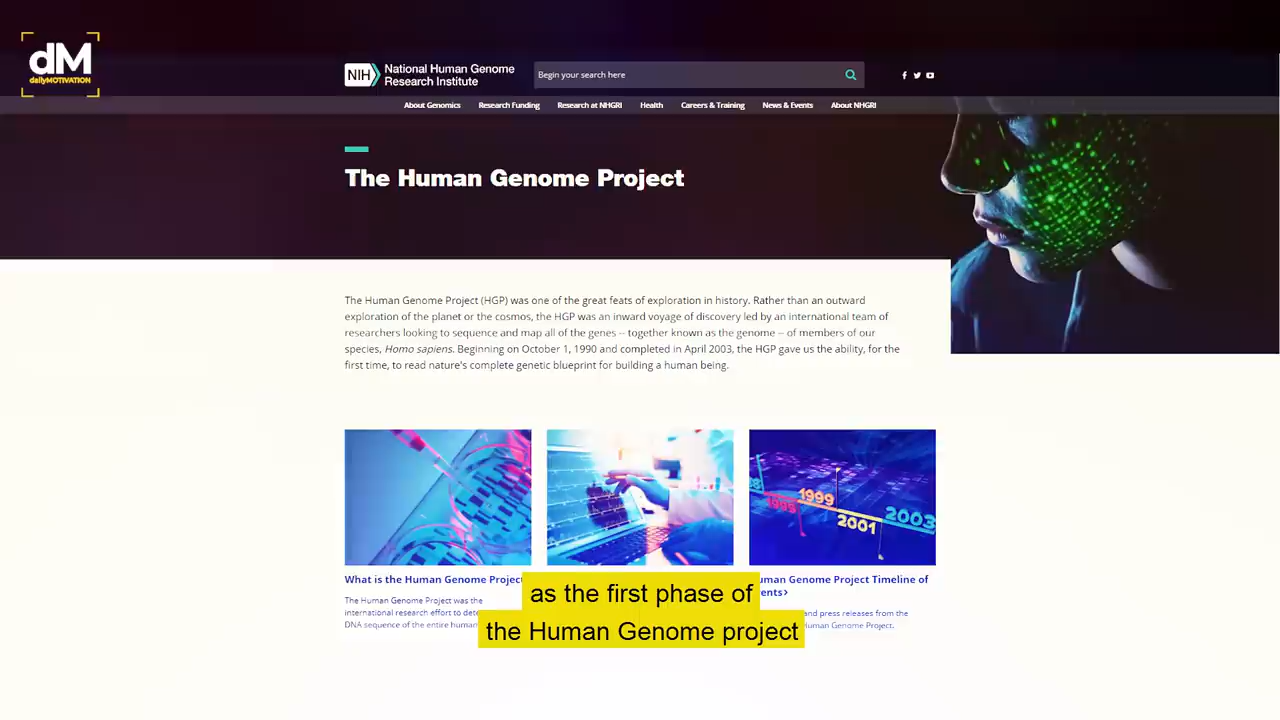 dM
dailyMOTIVATION
NIH National Human Genome
Research Institute
Begin your search here
About Genomics Research Funding Research at NHGRI Health Careers & Training News & Events About NHGRI
The Human Genome Project
The Human Genome Project (HGP) was one of the great feats of exploration in history. Rather than an outward
exploration of the planet or the cosmos, the HGP was an inward voyage of discovery led by an international team of
researchers looking to sequence and map all of the genes -- together known as the genome -- of members of our
species, Homo sapiens. Beginning on October 1, 1990 and completed in April 2003, the HGP gave us the ability, for the
first time, to read nature's complete genetic blueprint for building a human being.
1995
1999
2001
2003
What is the Human Genome Project
The Human Genome Project was the
international research effort to
DNA sequence of the entire human
Human Genome Project Timeline of
Events>
and press releases from the
Human Genome Project.
as the first phase of
the Human Genome project